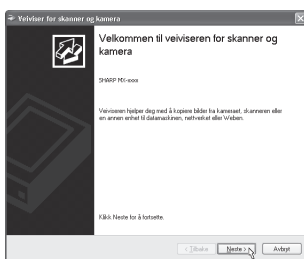 Veiviser for skanner og kamera
Velkommen til veiviseren for skanner og
kamera
SHARP MX-xxxx
Veiviseren hjelper deg med å kopiere bilder fra kameraet, skanneren eller
en annen enhet til datamaskinen, nettverket eller Weben.
Klikk Neste for å fortsette.
< Tilbake Neste > Avbryt